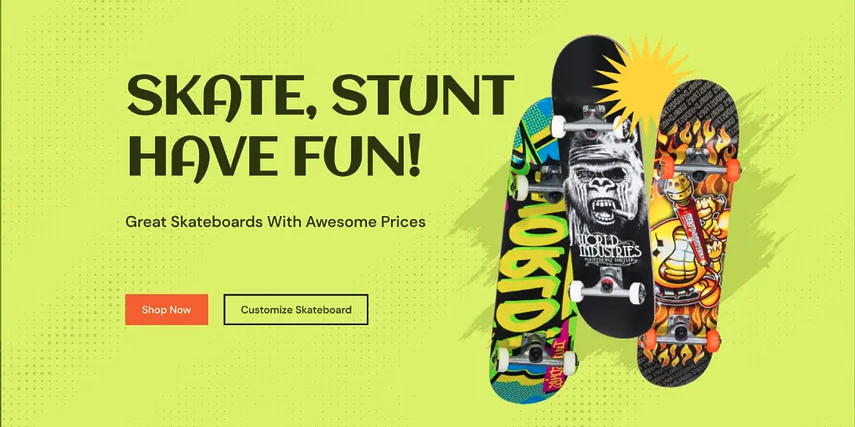 SKATE, STUNT
HAVE FUN!
Great Skateboards With Awesome Prices
Shop Now
Customize Skateboard
WORLD
INDUSTRIES